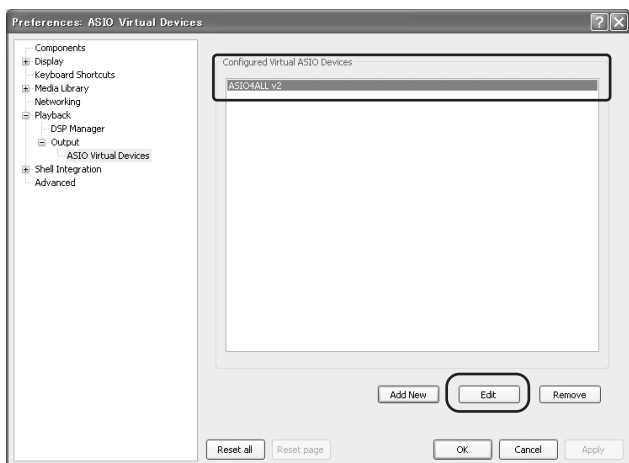 Preferences: ASIO Virtual Devices
Components
Display
Keyboard Shortcuts
Media Library
Networking
Playback
DSP Manager
Output
ASIO Virtual Devices
Shell Integration
Advanced
Configured Virtual ASIO Devices
ASIO4ALL v2
Add New
Edit
Remove
Reset all
Reset page
OK
Cancel
Apply